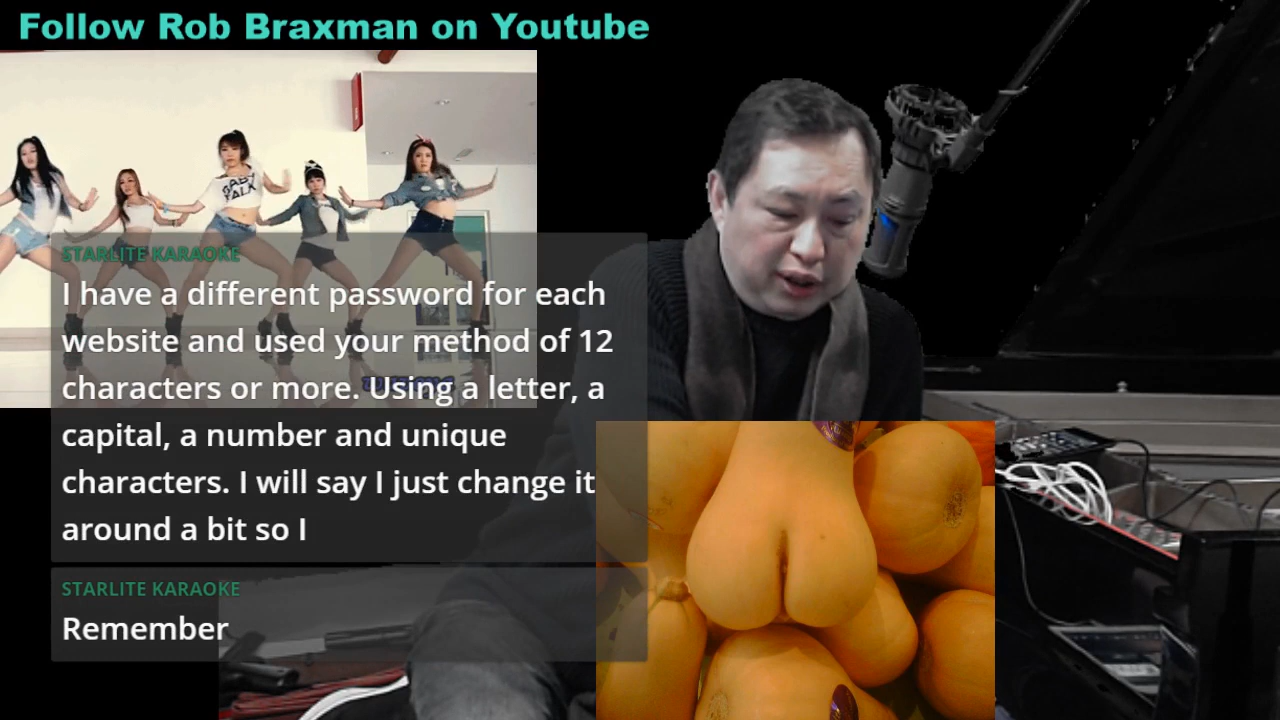 Follow Rob Braxman on Youtube
BABY
TALK
STARLITE KARAOKE
I have a different password for each
website and used your method of 12
characters or more. Using a letter, a
capital, a number and unique
characters. I will say I just change it
around a bit so I
STARLITE KARAOKE
Remember